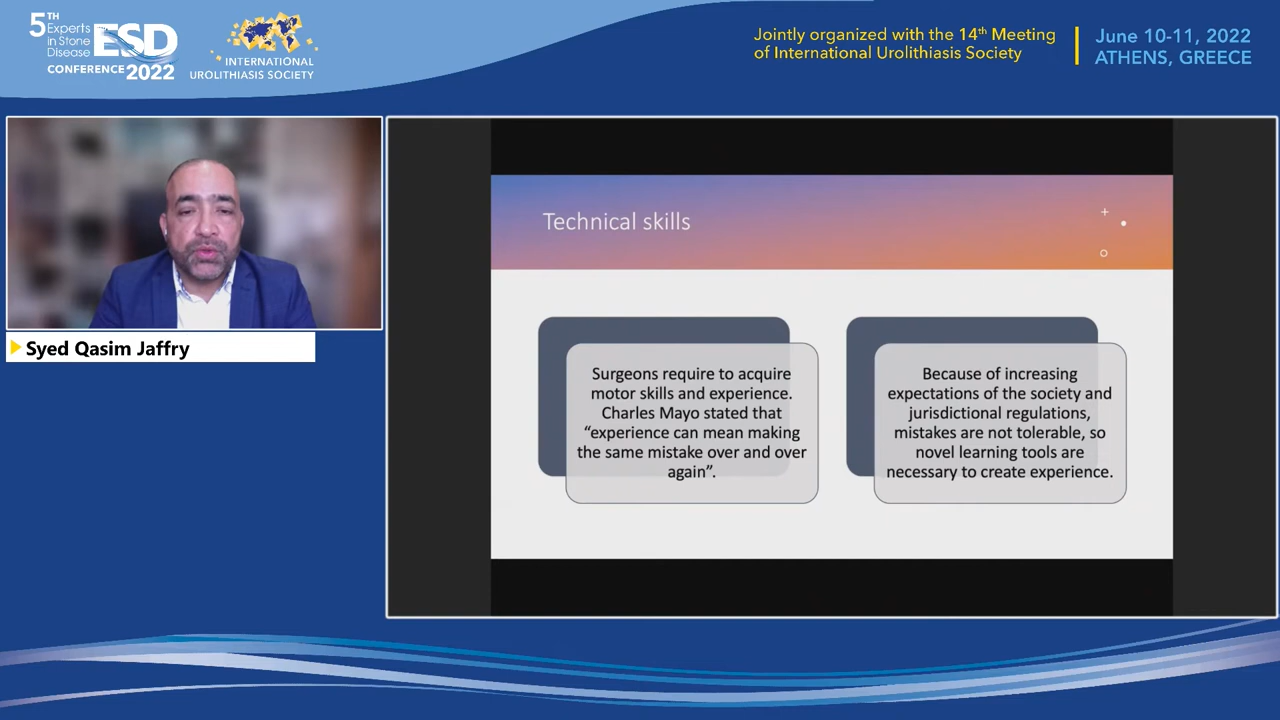 5TH
Experts
in Stone
Disease
ESD
CONFERENCE 2022
INTERNATIONAL
UROLITHIASIS SOCIETY
Jointly organized with the 14th Meeting
of International Urolithiasis Society
June 10-11, 2022
ATHENS, GREECE
Syed Qasim Jaffry
Technical skills
Surgeons require to acquire
motor skills and experience.
Charles Mayo stated that
“experience can mean making
the same mistake over and over
again”.
Because of increasing
expectations of the society and
jurisdictional regulations,
mistakes are not tolerable, so
novel learning tools are
necessary to create experience.